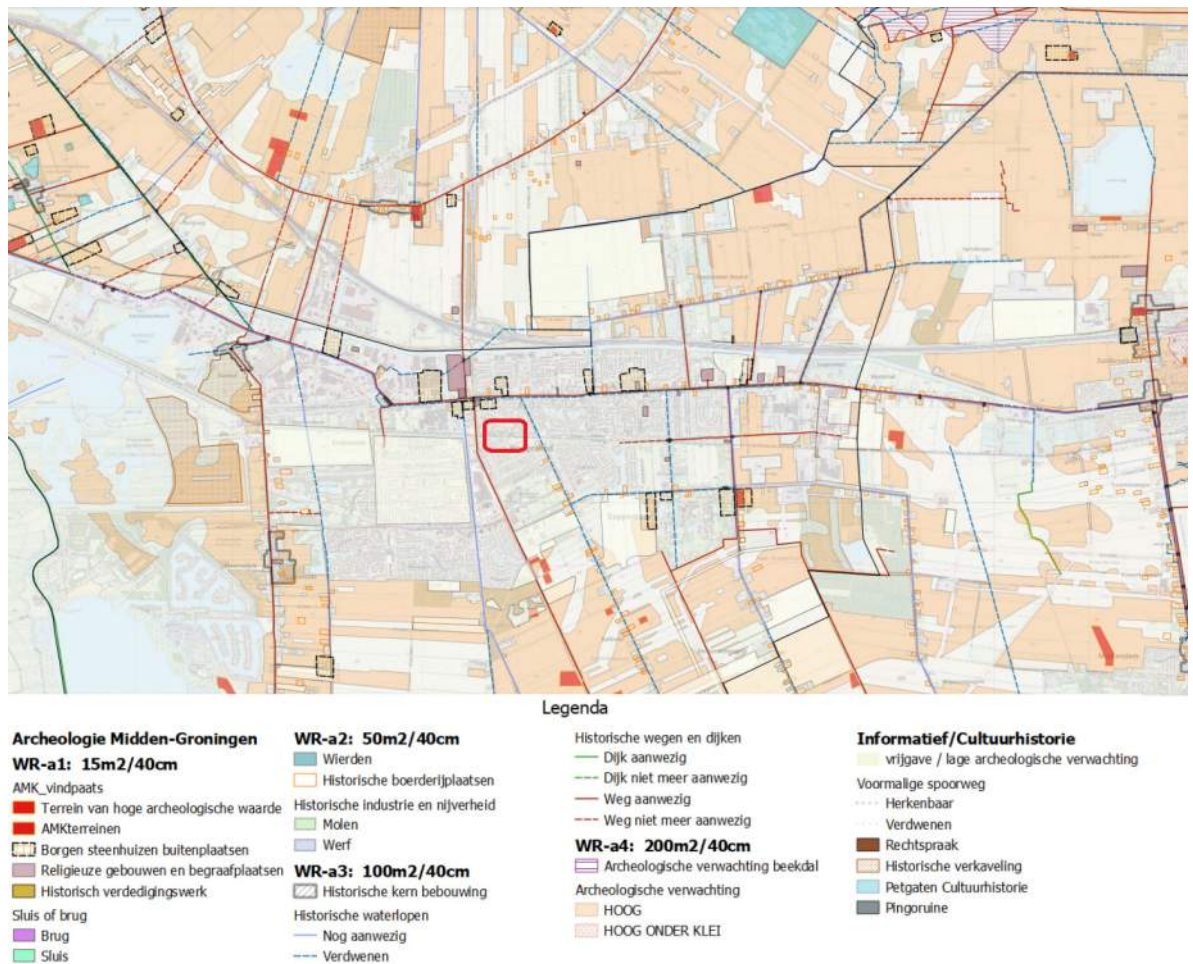 Legenda
Archeologie Midden-Groningen
WR-a1: 15m2/40cm
AMK_vindpaats
Terrein van hoge archeologische waarde
AMKterreinen
Borgen steenhuizen buitenplaatsen
Religieuze gebouwen en begraafplaatsen
Historisch verdedigingswerk
Sluis of brug
Brug
Sluis
WR-a2: 50m2/40cm
Wierden
Historische boerderijplaatsen
Historische industrie en nijverheid
Molen
Werf
WR-a3: 100m2/40cm
Historische kern bebouwing
Historische waterlopen
Nog aanwezig
Verdwenen
Historische wegen en dijken
Dijk aanwezig
Dijk niet meer aanwezig
Weg aanwezig
Weg niet meer aanwezig
WR-a4: 200m2/40cm
Archeologische verwachting beekdal
Archeologische verwachting
HOOG
HOOG ONDER KLEI
Informatief/Cultuurhistorie
vrijgave / lage archeologische verwachting
Voormalige spoorweg
Herkenbaar
Verdwenen
Rechtspraak
Historische verkaveling
Petgaten Cultuurhistorie
Pingoruine